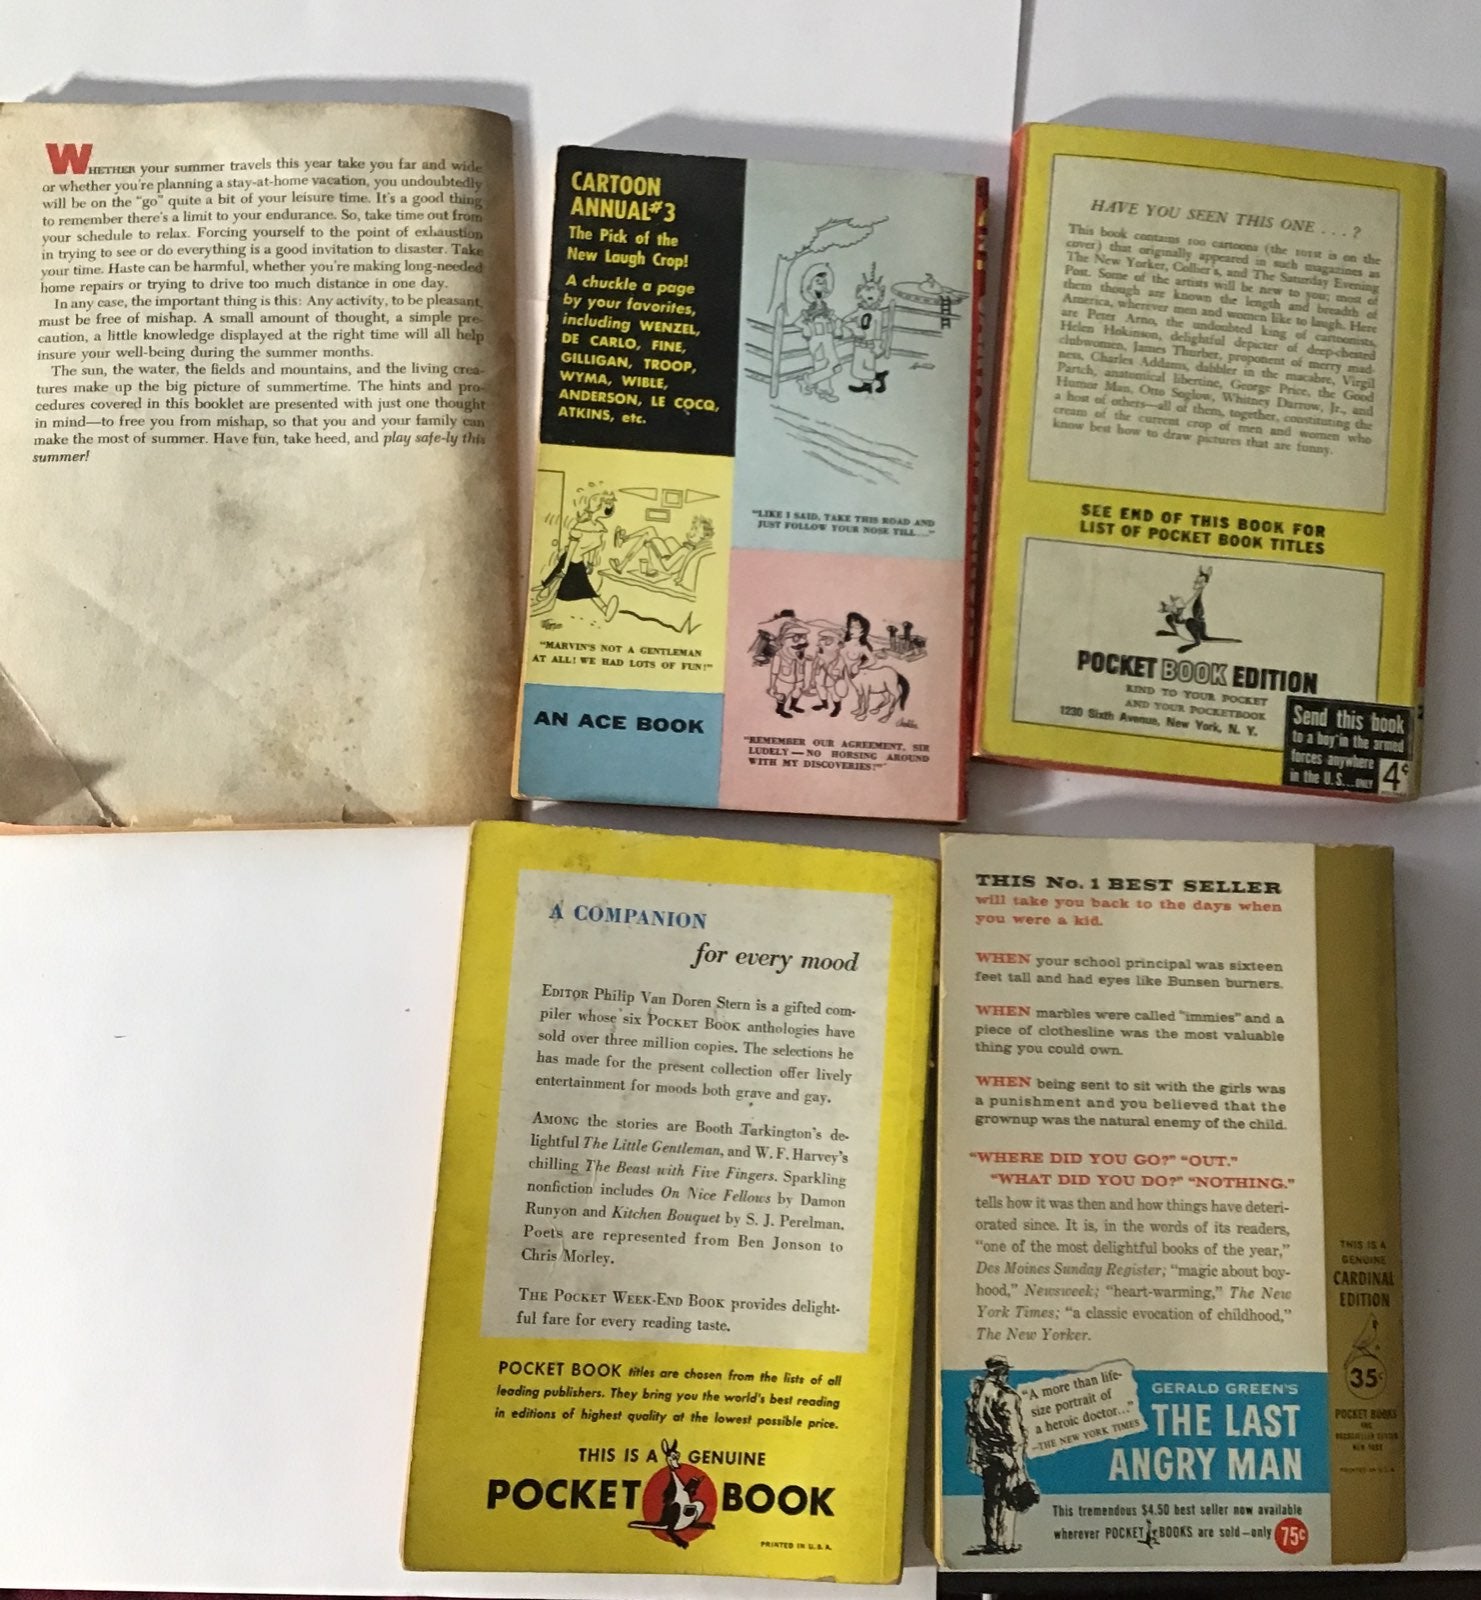 WHETHER your summer travels this year take you far and wide
or whether you're planning a stay-at-home vacation, you undoubtedly
will be on the "go" quite a bit of your leisure time. It's a good thing
to remember there's a limit to your endurance. So, take time out from
your schedule to relax. Forcing yourself to the point of exhaustion
in trying to see or do everything is a good invitation to disaster. Take
your time. Haste can be harmful, whether you're making long-needed
home repairs or trying to drive too much distance in one day.
In any case, the important thing is this: Any activity, to be pleasant,
must be free of mishap. A small amount of thought, a simple pre-
caution, a little knowledge displayed at the right time will all help
insure your well-being during the summer months.
The sun, the water, the fields and mountains, and the living crea-
tures make up the big picture of summertime. The hints and pro-
cedures covered in this booklet are presented with just one thought
in mind—to free you from mishap, so that you and your family can
make the most of summer. Have fun, take heed, and play safe-ly this
summer!
CARTOON
ANNUAL #3
The Pick of the
New Laugh Crop!
A chuckle a page
by your favorites,
including WENZEL,
DE CARLO, FINE,
GILLIGAN, TROOP,
WYMA, WIBLE,
ANDERSON, LE COCQ,
ATKINS, etc.
"LIKE I SAID, TAKE THIS ROAD AND
JUST FOLLOW YOUR NOSE TILL...."
"MARVIN'S NOT A GENTLEMAN
AT ALL! WE HAD LOTS OF FUN!"
AN ACE BOOK
"REMEMBER OUR AGREEMENT, SIR
LUDELY—NO HORSING AROUND
WITH MY DISCOVERIES!"
HAVE YOU SEEN THIS ONE . . . ?
This book contains 100 cartoons (the 101ST is on the
cover) that originally appeared in such magazines as
The New Yorker, Collier's, and The Saturday Evening
Post. Some of the artists will be new to you; most of
them though are known the length and breadth of
America, wherever men and women like to laugh. Here
are Peter Arno, the undoubted king of cartoonists,
Helen Hokinson, delightful depicter of deep-chested
clubwomen, James Thurber, proponent of merry mad-
ness, Charles Addams, dabbler in the macabre, Virgil
Partch, anatomical libertine, George Price, the Good
Humor Man, Otto Soglow, Whitney Darrow, Jr., and
a host of others—all of them, together, constituting the
cream of the current crop of men and women who
know best how to draw pictures that are funny.
SEE END OF THIS BOOK FOR
LIST OF POCKET BOOK TITLES
POCKET BOOK EDITION
KIND TO YOUR POCKET
AND YOUR POCKETBOOK
1230 Sixth Avenue, New York, N. Y.
Send this book
to a boy in the armed
forces anywhere
in the U.S....ONLY 4¢
A COMPANION
for every mood
EDITOR Philip Van Doren Stern is a gifted com-
piler whose six POCKET BOOK anthologies have
sold over three million copies. The selections he
has made for the present collection offer lively
entertainment for moods both grave and gay.
AMONG the stories are Booth Tarkington's de-
lightful The Little Gentleman, and W. F. Harvey's
chilling The Beast with Five Fingers. Sparkling
nonfiction includes On Nice Fellows by Damon
Runyon and Kitchen Bouquet by S. J. Perelman.
Poets are represented from Ben Jonson to
Chris Morley.
THE POCKET WEEK-END BOOK provides delight-
ful fare for every reading taste.
POCKET BOOK titles are chosen from the lists of all
leading publishers. They bring you the world's best reading
in editions of highest quality at the lowest possible price.
THIS IS A GENUINE
POCKET BOOK
PRINTED IN U.S.A.
THIS No. 1 BEST SELLER
will take you back to the days when
you were a kid.
WHEN your school principal was sixteen
feet tall and had eyes like Bunsen burners.
WHEN marbles were called "immies" and a
piece of clothesline was the most valuable
thing you could own.
WHEN being sent to sit with the girls was
a punishment and you believed that the
grownup was the natural enemy of the child.
"WHERE DID YOU GO?" "OUT."
"WHAT DID YOU DO?" "NOTHING."
tells how it was then and how things have deteri-
orated since. It is, in the words of its readers,
"one of the most delightful books of the year,"
Des Moines Sunday Register; "magic about boy-
hood," Newsweek; "heart-warming," The New
York Times; "a classic evocation of childhood,"
The New Yorker.
"A more than life-
size portrait of
a heroic doctor..."
—THE NEW YORK TIMES
GERALD GREEN'S
THE LAST
ANGRY MAN
This tremendous $4.50 best seller now available
wherever POCKET BOOKS are sold—only 75¢
THIS IS A
GENUINE
CARDINAL
EDITION
35¢
POCKET BOOKS
INC
ROCKEFELLER CENTER
NEW YORK
PRINTED IN U.S.A.